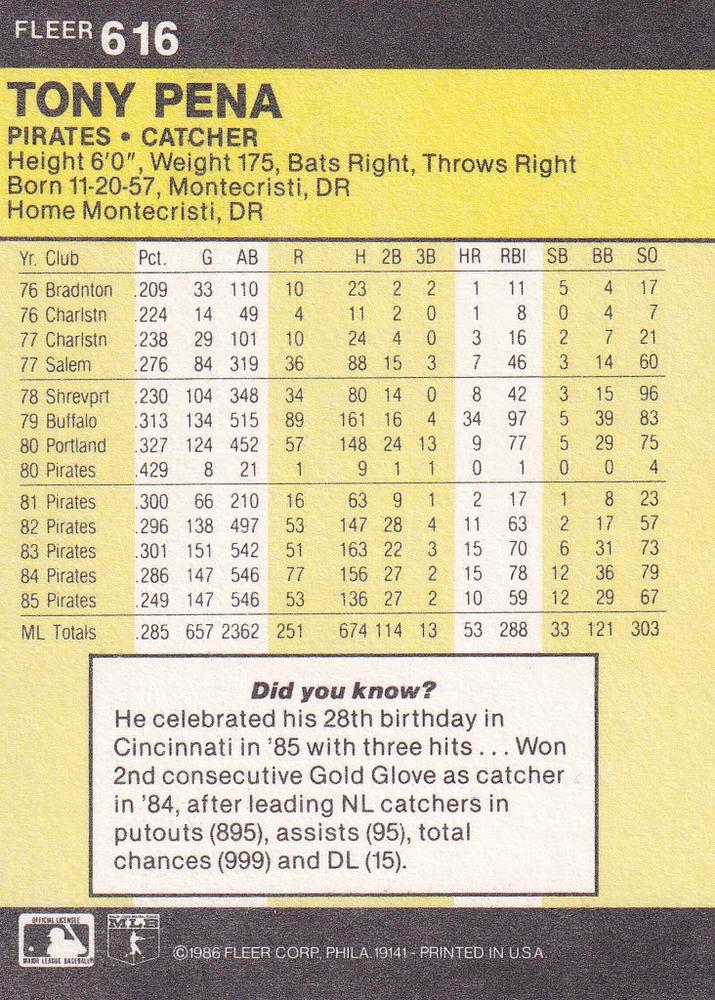 FLEER 616
TONY PENA
PIRATES • CATCHER
Height 6'0", Weight 175, Bats Right, Throws Right
Born 11-20-57, Montecristi, DR
Home Montecristi, DR
Yr. Club Pct. G AB R H 2B 3B HR RBI SB BB SO
76 Bradnton .209 33 110 10 23 2 2 1 11 5 4 17
76 Charlstn .224 14 49 4 11 2 0 1 8 0 4 7
77 Charlstn .238 29 101 10 24 4 0 3 16 2 7 21
77 Salem .276 84 319 36 88 15 3 7 46 3 14 60
78 Shrevprt .230 104 348 34 80 14 0 8 42 3 15 96
79 Buffalo .313 134 515 89 161 16 4 34 97 5 39 83
80 Portland .327 124 452 57 148 24 13 9 77 5 29 75
80 Pirates .429 8 21 1 9 1 1 0 1 0 0 4
81 Pirates .300 66 210 16 63 9 1 2 17 1 8 23
82 Pirates .296 138 497 53 147 28 4 11 63 2 17 57
83 Pirates .301 151 542 51 163 22 3 15 70 6 31 73
84 Pirates .286 147 546 77 156 27 2 15 78 12 36 79
85 Pirates .249 147 546 53 136 27 2 10 59 12 29 67
ML Totals .285 657 2362 251 674 114 13 53 288 33 121 303
Did you know?
He celebrated his 28th birthday in
Cincinnati in '85 with three hits . . . Won
2nd consecutive Gold Glove as catcher
in '84, after leading NL catchers in
putouts (895), assists (95), total
chances (999) and DL (15).
OFFICIAL LICENSEE
MAJOR LEAGUE BASEBALL
MLB
©1986 FLEER CORP., PHILA. 19141 - PRINTED IN U.S.A.